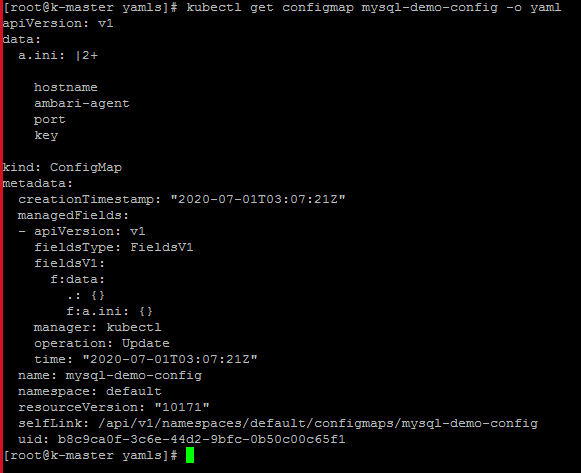 [root@k-master yamls]# kubectl get configmap mysql-demo-config -o yaml
apiVersion: v1
data:
  a.ini: |2+

    hostname
    ambari-agent
    port
    key

kind: ConfigMap
metadata:
  creationTimestamp: "2020-07-01T03:07:21Z"
  managedFields:
  - apiVersion: v1
    fieldsType: FieldsV1
    fieldsV1:
      f:data:
        .: {}
        f:a.ini: {}
    manager: kubectl
    operation: Update
    time: "2020-07-01T03:07:21Z"
  name: mysql-demo-config
  namespace: default
  resourceVersion: "10171"
  selfLink: /api/v1/namespaces/default/configmaps/mysql-demo-config
  uid: b8c9ca0f-3c6e-44d2-9bfc-0b50c00c65f1
[root@k-master yamls]#